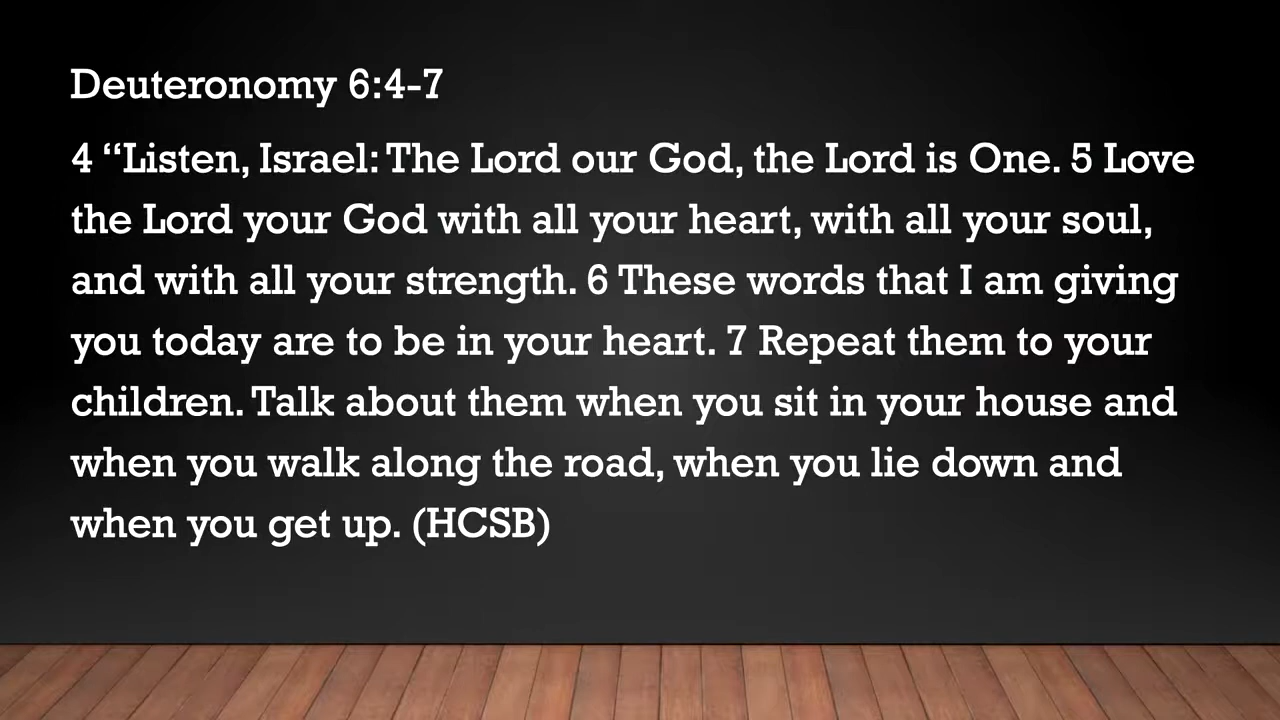 Deuteronomy 6:4-7
4 “Listen, Israel: The Lord our God, the Lord is One. 5 Love
the Lord your God with all your heart, with all your soul,
and with all your strength. 6 These words that I am giving
you today are to be in your heart. 7 Repeat them to your
children. Talk about them when you sit in your house and
when you walk along the road, when you lie down and
when you get up. (HCSB)